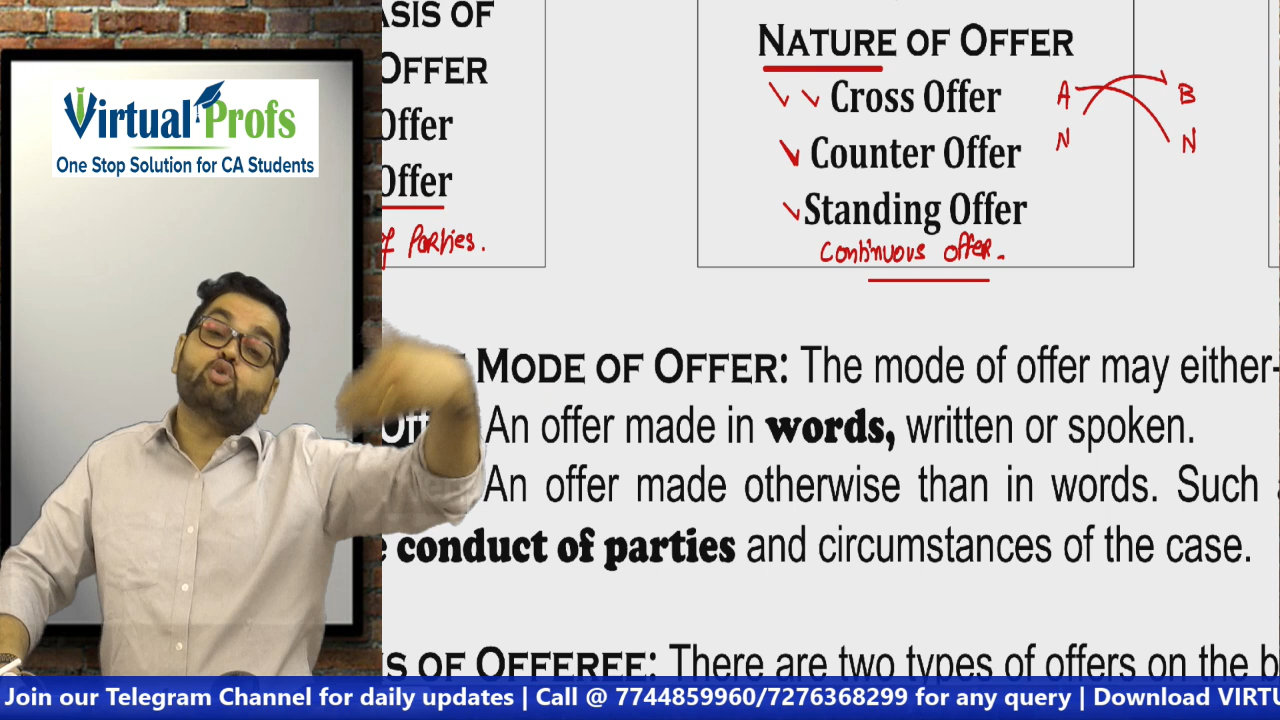 Virtual Profs
One Stop Solution for CA Students
ASIS OF
OFFER
Offer
Offer
of Parties.
NATURE OF OFFER
Cross Offer
Counter Offer
Standing Offer
Continuous offer.
A B
N N
MODE OF OFFER: The mode of offer may either-
Off An offer made in words, written or spoken.
An offer made otherwise than in words. Such
conduct of parties and circumstances of the case.
S OF OFFEREE: There are two types of offers on the b
Join our Telegram Channel for daily updates | Call @ 7744859960/7276368299 for any query | Download VIRTU